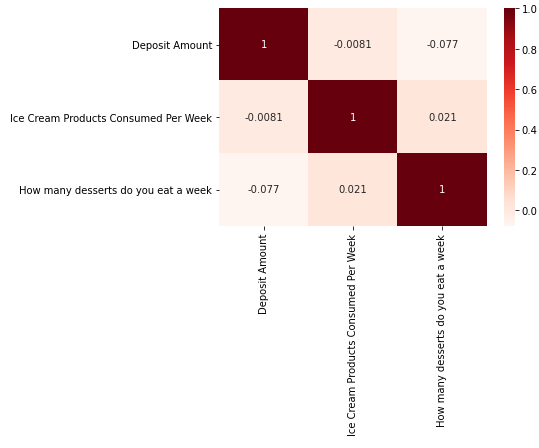 Deposit Amount
1
-0.0081
-0.077
Ice Cream Products Consumed Per Week
-0.0081
1
0.021
How many desserts do you eat a week
-0.077
0.021
1
Deposit Amount
Ice Cream Products Consumed Per Week
How many desserts do you eat a week
1.0
0.8
0.6
0.4
0.2
0.0